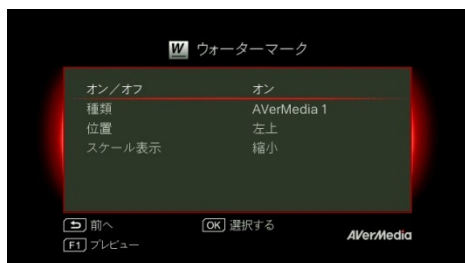 W ウォーターマーク
オン／オフ オン
種類 AVerMedia 1
位置 左上
スケール表示 縮小
前へ OK 選択する
F1 プレビュー AVerMedia